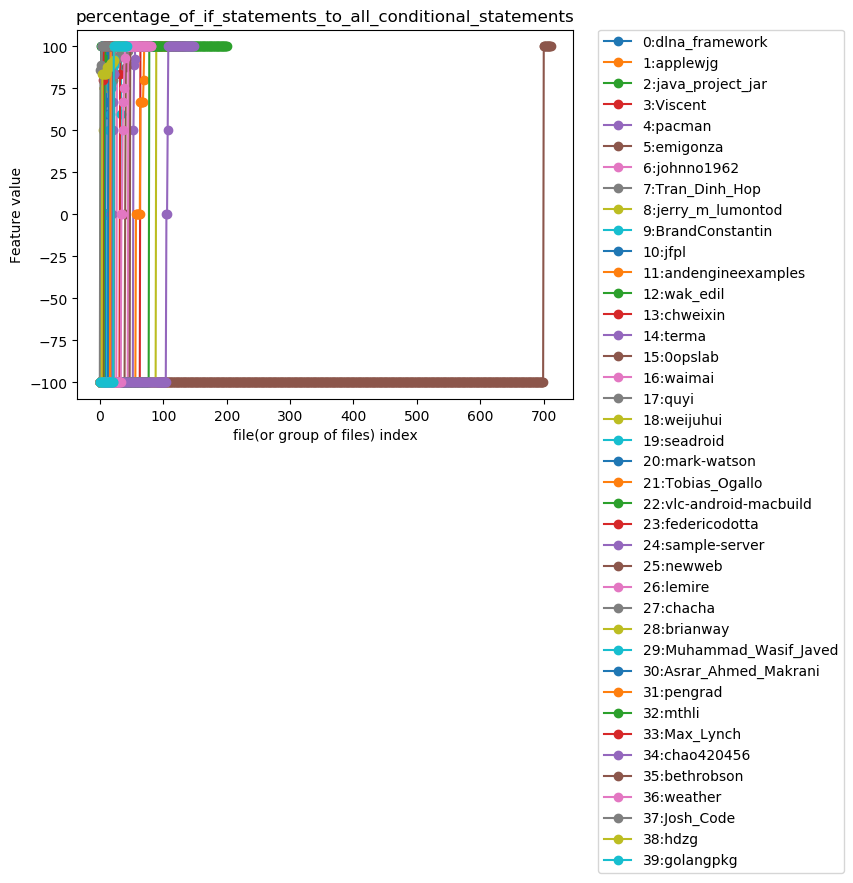 percentage_of_if_statements_to_all_conditional_statements
Feature value
100
75
50
25
0
−25
−50
−75
−100
0
100
200
300
400
500
600
700
file(or group of files) index
0:dlna_framework
1:applewjg
2:java_project_jar
3:Viscent
4:pacman
5:emigonza
6:johnno1962
7:Tran_Dinh_Hop
8:jerry_m_lumontod
9:BrandConstantin
10:jfpl
11:andengineexamples
12:wak_edil
13:chweixin
14:terma
15:0opslab
16:waimai
17:quyi
18:weijuhui
19:seadroid
20:mark-watson
21:Tobias_Ogallo
22:vlc-android-macbuild
23:federicodotta
24:sample-server
25:newweb
26:lemire
27:chacha
28:brianway
29:Muhammad_Wasif_Javed
30:Asrar_Ahmed_Makrani
31:pengrad
32:mthli
33:Max_Lynch
34:chao420456
35:bethrobson
36:weather
37:Josh_Code
38:hdzg
39:golangpkg